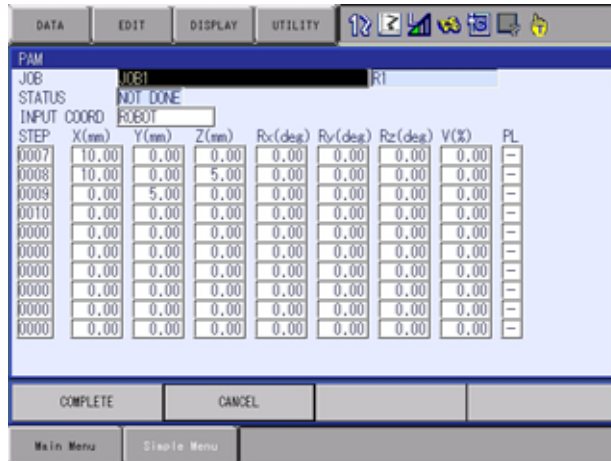 DATA EDIT DISPLAY UTILITY
PAM
JOB JOB1 R1
STATUS NOT DONE
INPUT COORD ROBOT
STEP X(mm) Y(mm) Z(mm) Rx(deg) Ry(deg) Rz(deg) V(%) PL
0007 10.00 0.00 0.00 0.00 0.00 0.00 0.00 -
0008 10.00 0.00 5.00 0.00 0.00 0.00 0.00 -
0009 0.00 5.00 0.00 0.00 0.00 0.00 0.00 -
0010 0.00 0.00 0.00 0.00 0.00 0.00 0.00 -
0000 0.00 0.00 0.00 0.00 0.00 0.00 0.00 -
0000 0.00 0.00 0.00 0.00 0.00 0.00 0.00 -
0000 0.00 0.00 0.00 0.00 0.00 0.00 0.00 -
0000 0.00 0.00 0.00 0.00 0.00 0.00 0.00 -
0000 0.00 0.00 0.00 0.00 0.00 0.00 0.00 -
0000 0.00 0.00 0.00 0.00 0.00 0.00 0.00 -
COMPLETE CANCEL
Main Menu Simple Menu